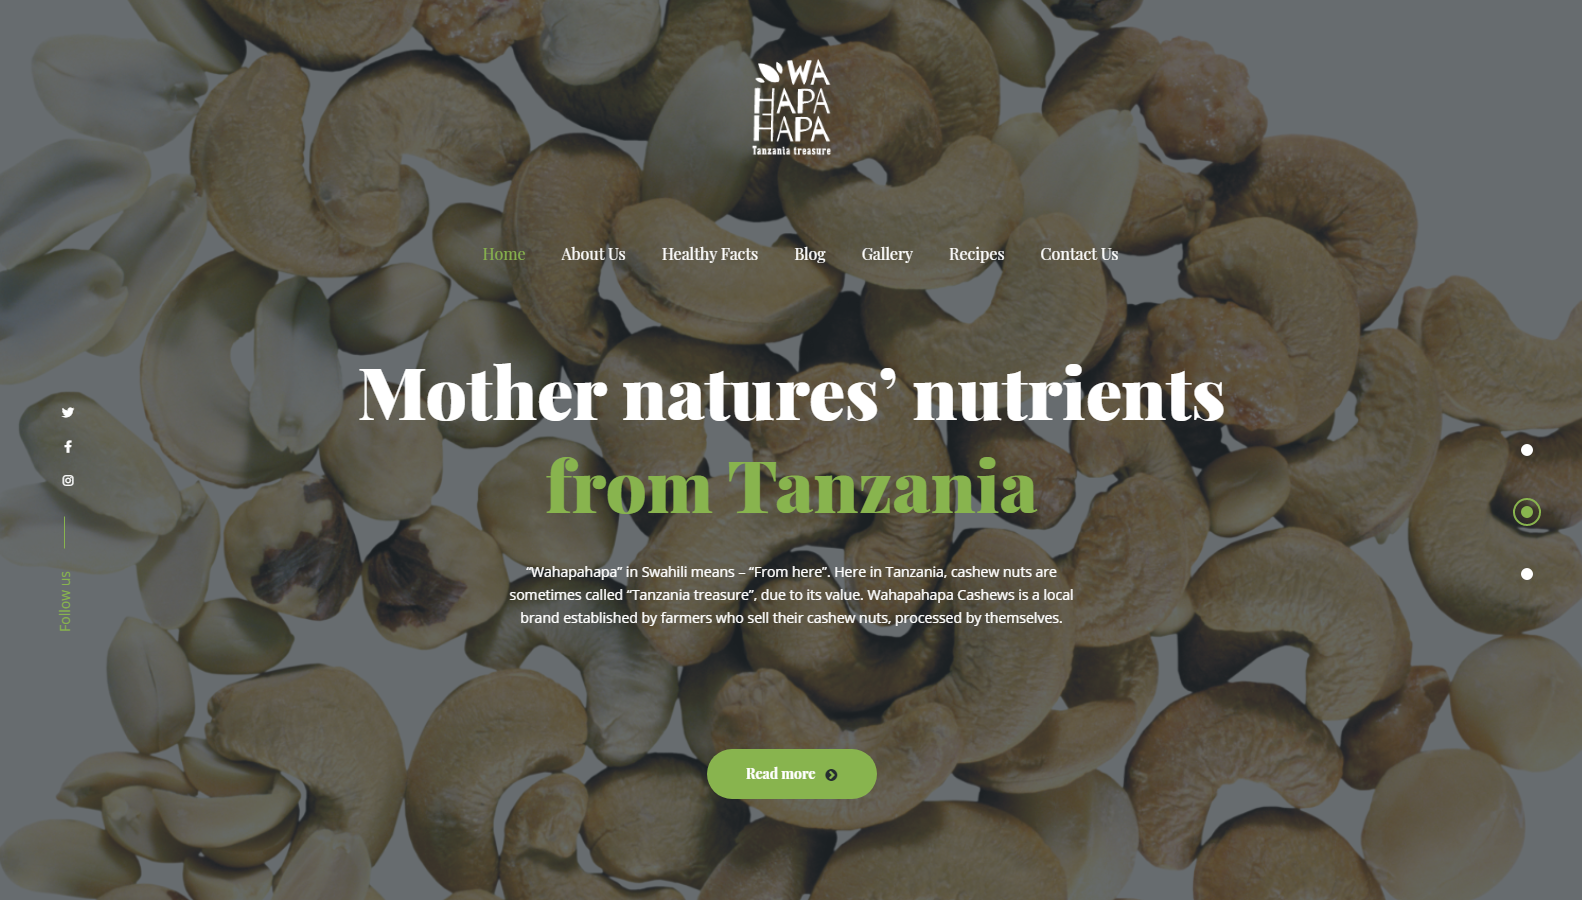 WA
HAPA
HAPA
Tanzania treasure
Home About Us Healthy Facts Blog Gallery Recipes Contact Us
Mother natures’ nutrients
from Tanzania
“Wahapahapa” in Swahili means – “From here”. Here in Tanzania, cashew nuts are
sometimes called “Tanzania treasure”, due to its value. Wahapahapa Cashews is a local
brand established by farmers who sell their cashew nuts, processed by themselves.
Read more
Follow us